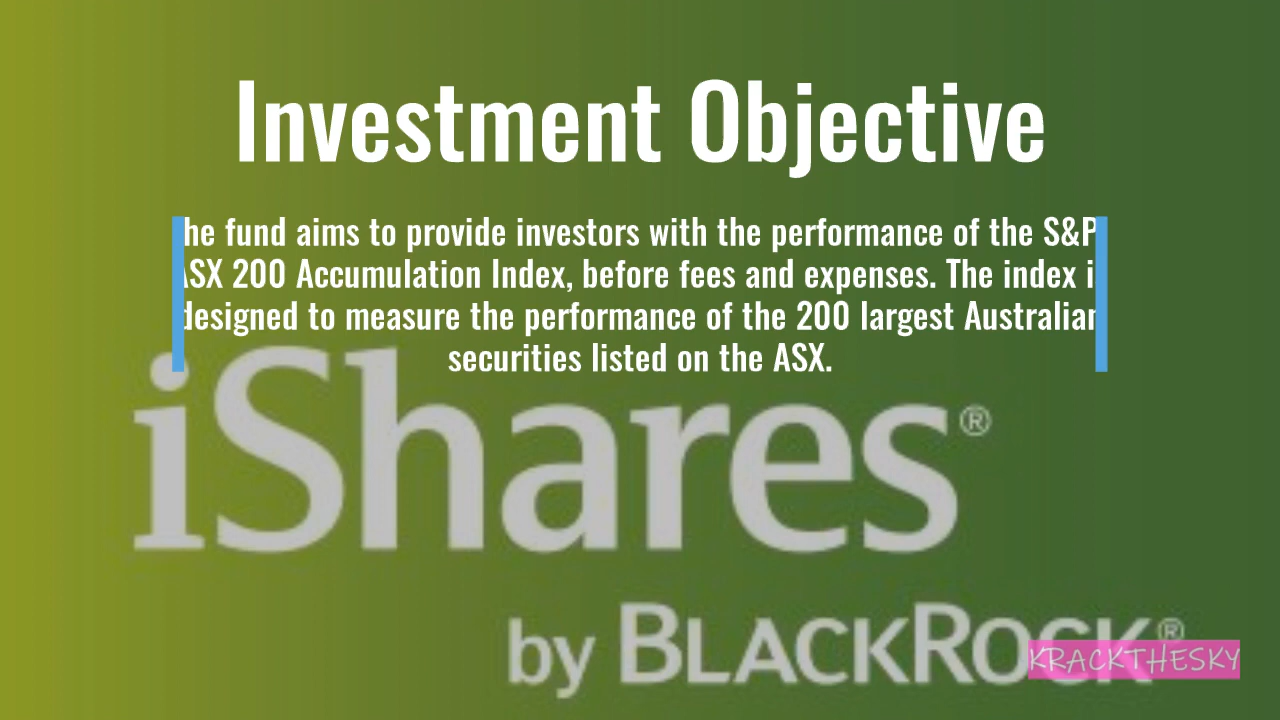 Investment Objective
he fund aims to provide investors with the performance of the S&P
ASX 200 Accumulation Index, before fees and expenses. The index i
designed to measure the performance of the 200 largest Australian
securities listed on the ASX.
iShares®
by BLACKROCK®
KRACKTHESKY